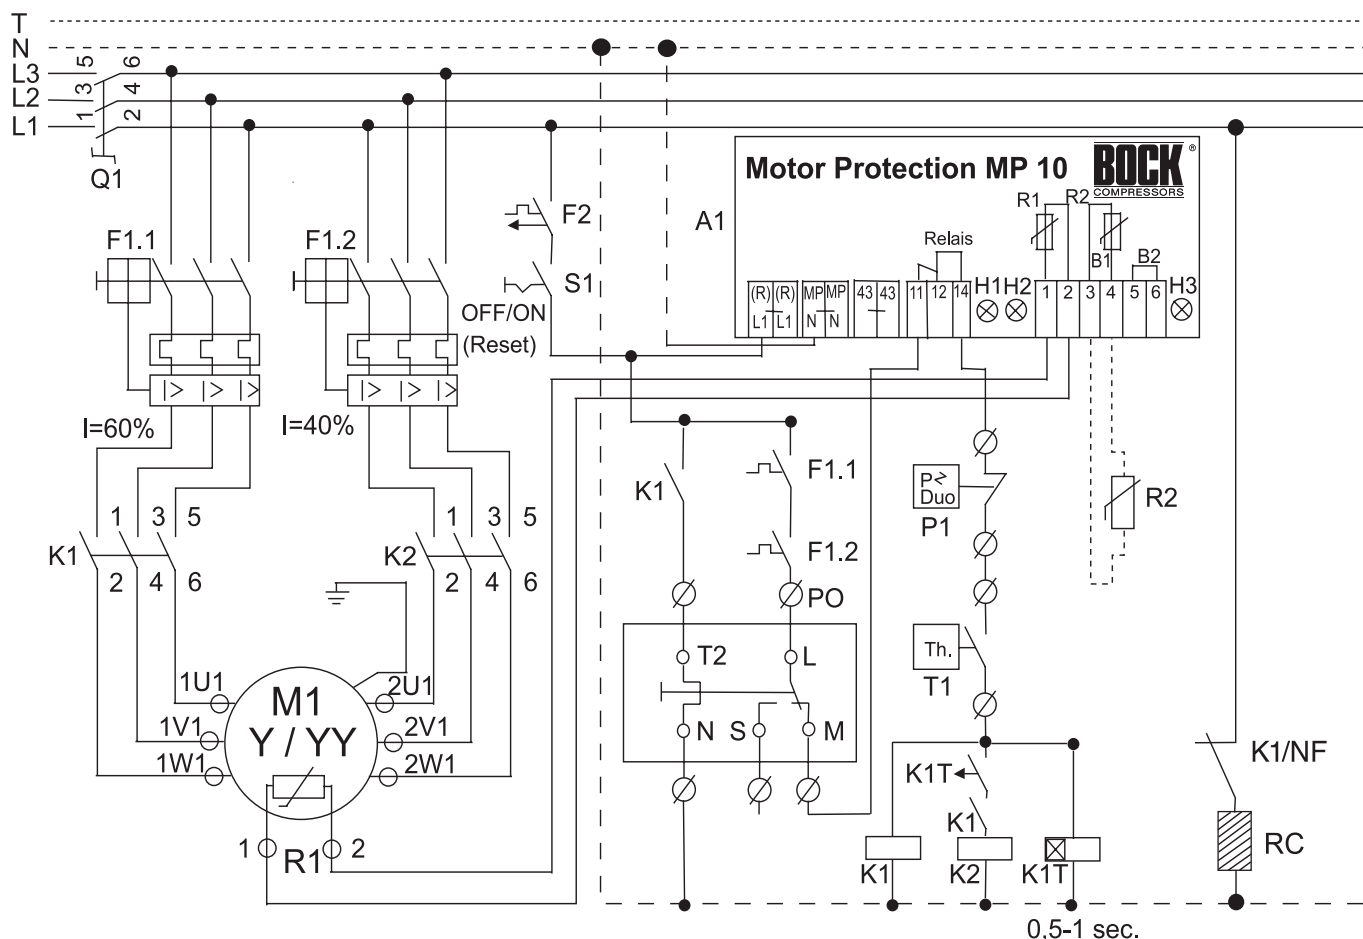 T
N
L3 5 6
L2 3 4
L1 1 2
Q1
Motor Protection MP 10 BOCK ®
COMPRESSORS
A1
R1 R2
B1 B2
Relais
F2
F1.1 F1.2
S1
OFF/ON
(Reset)
(R) (R) MP MP 43 43 11 12 14 H1 H2 1 2 3 4 5 6 H3
L1 L1 N N
I> I> I> I> I> I>
I=60% I=40%
K1 F1.1
P
Duo
P1
R2
1 3 5 1 3 5
K1 K2
2 4 6 2 4 6
F1.2
PO
T2 L
Th.
T1
N S M
1U1 M1 2U1
1V1 Y / YY 2V1
1W1 2W1
1 R1 2
K1T
K1
K1/NF
RC
K1 K2 K1T
0,5-1 sec.